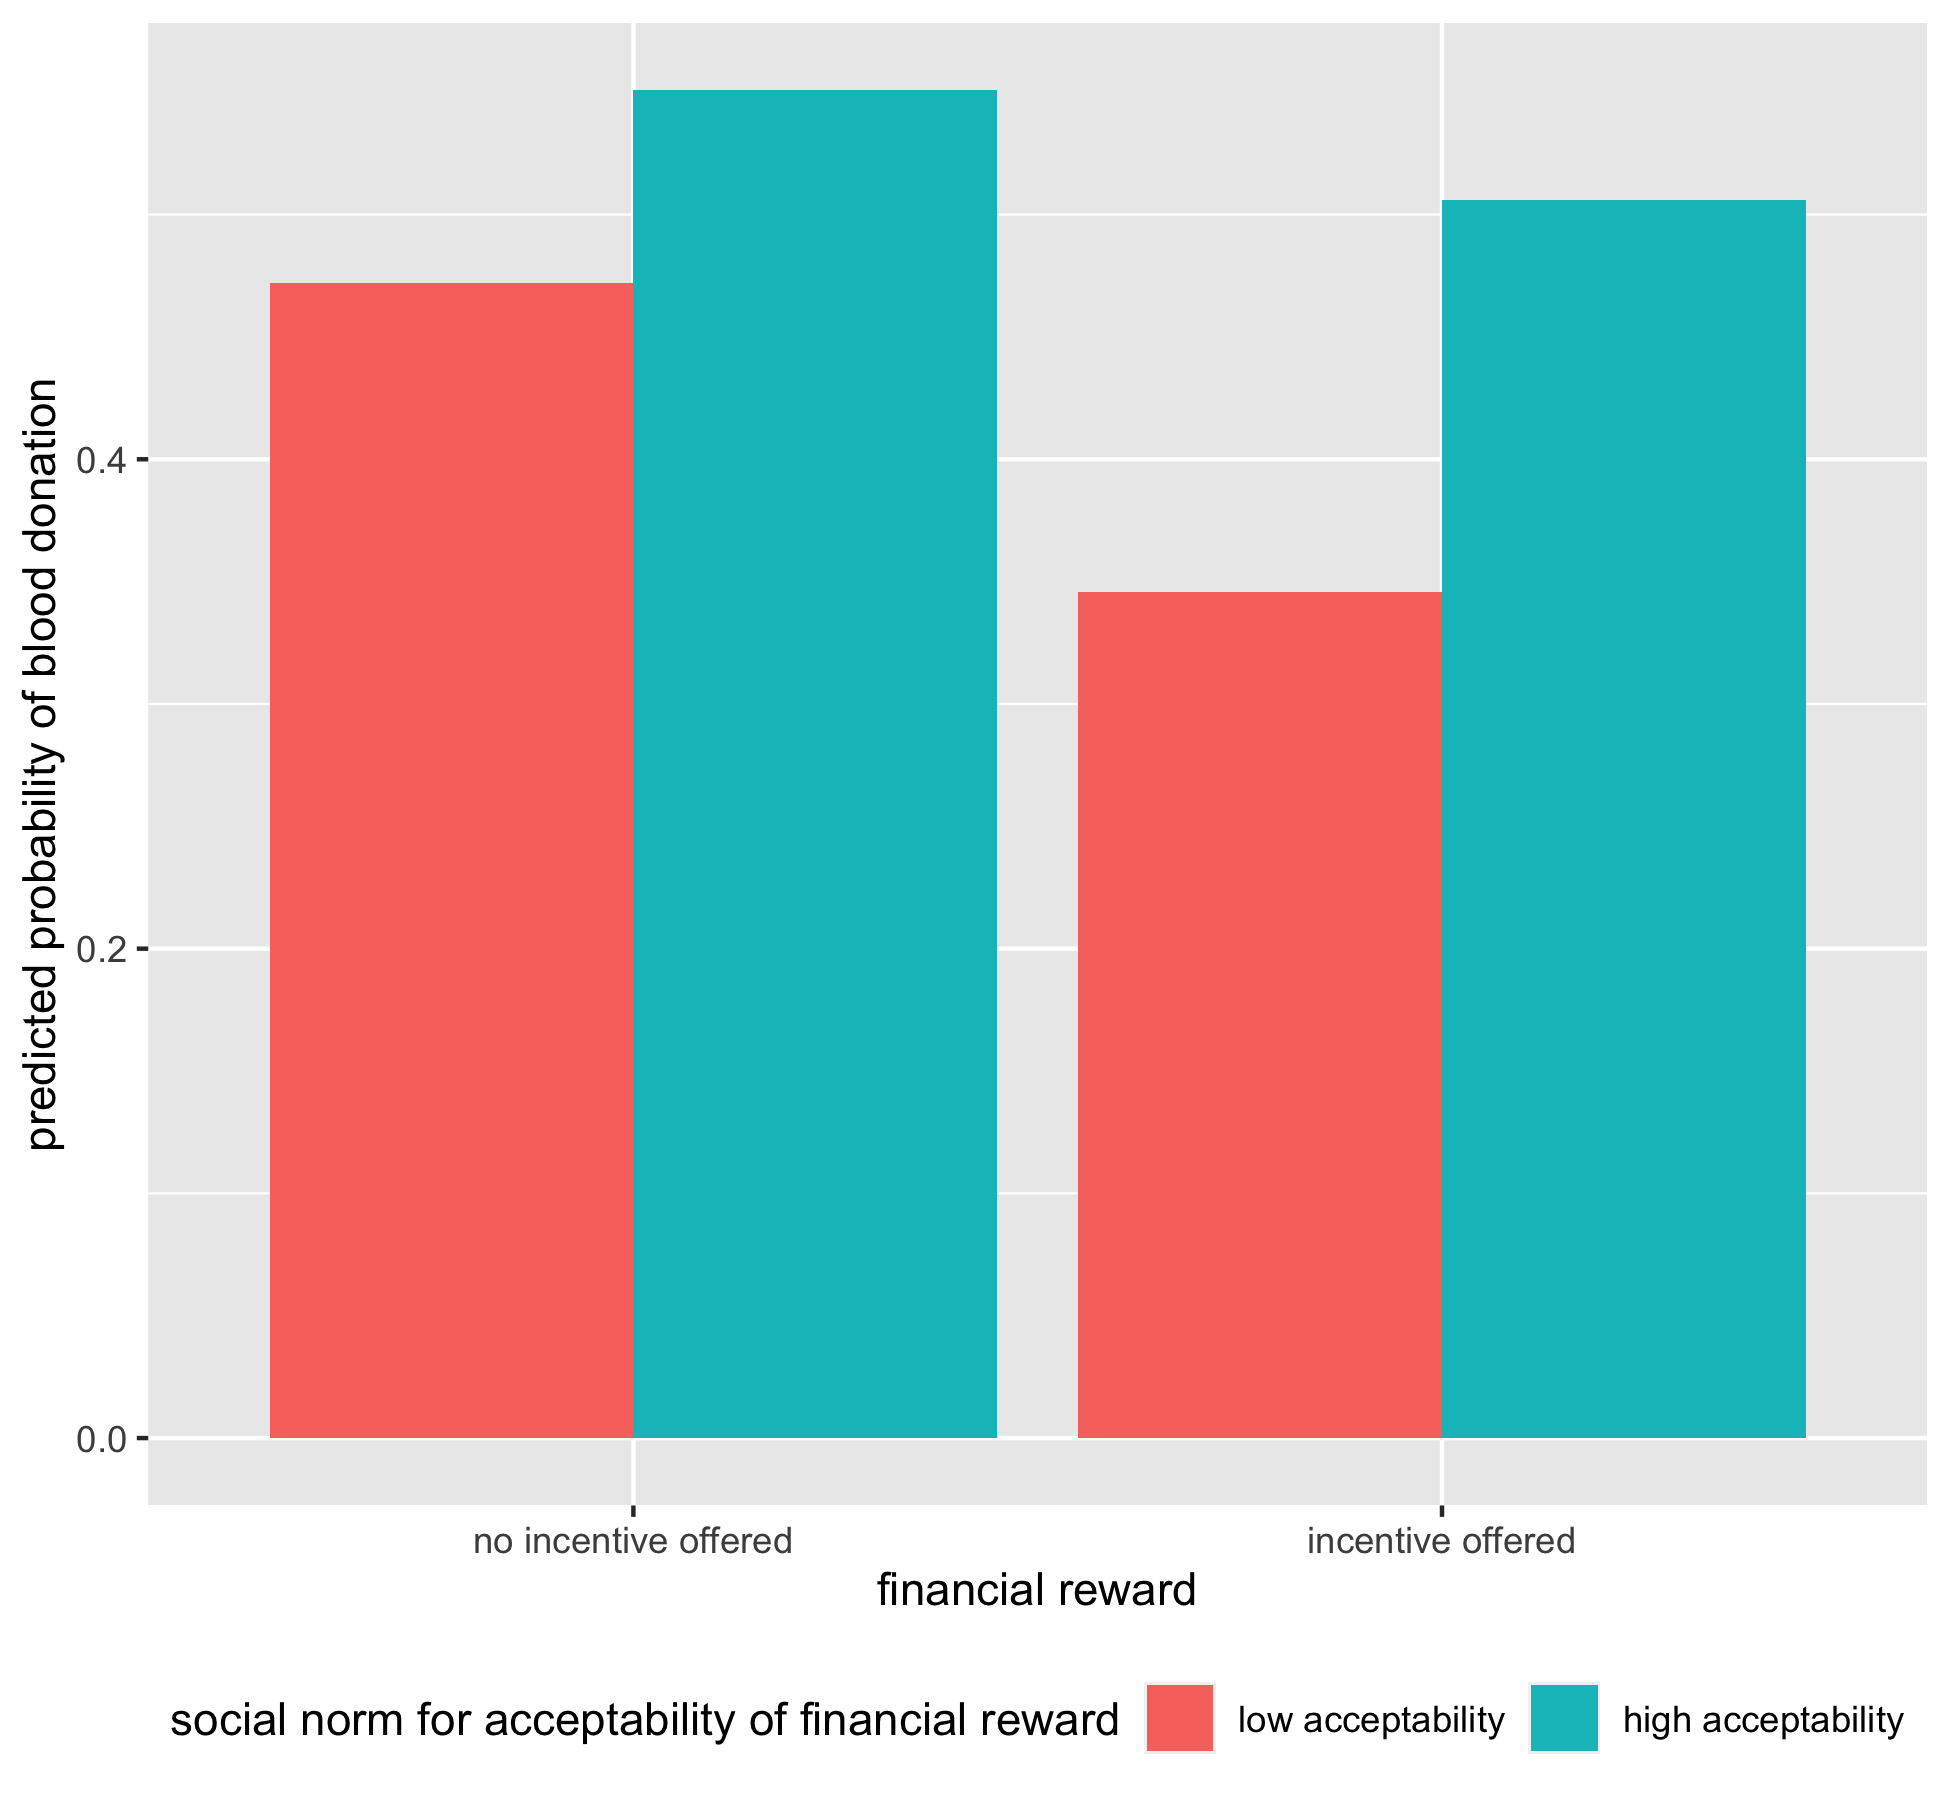 predicted probability of blood donation
0.4
0.2
0.0
no incentive offered
incentive offered
financial reward
social norm for acceptability of financial reward
low acceptability
high acceptability